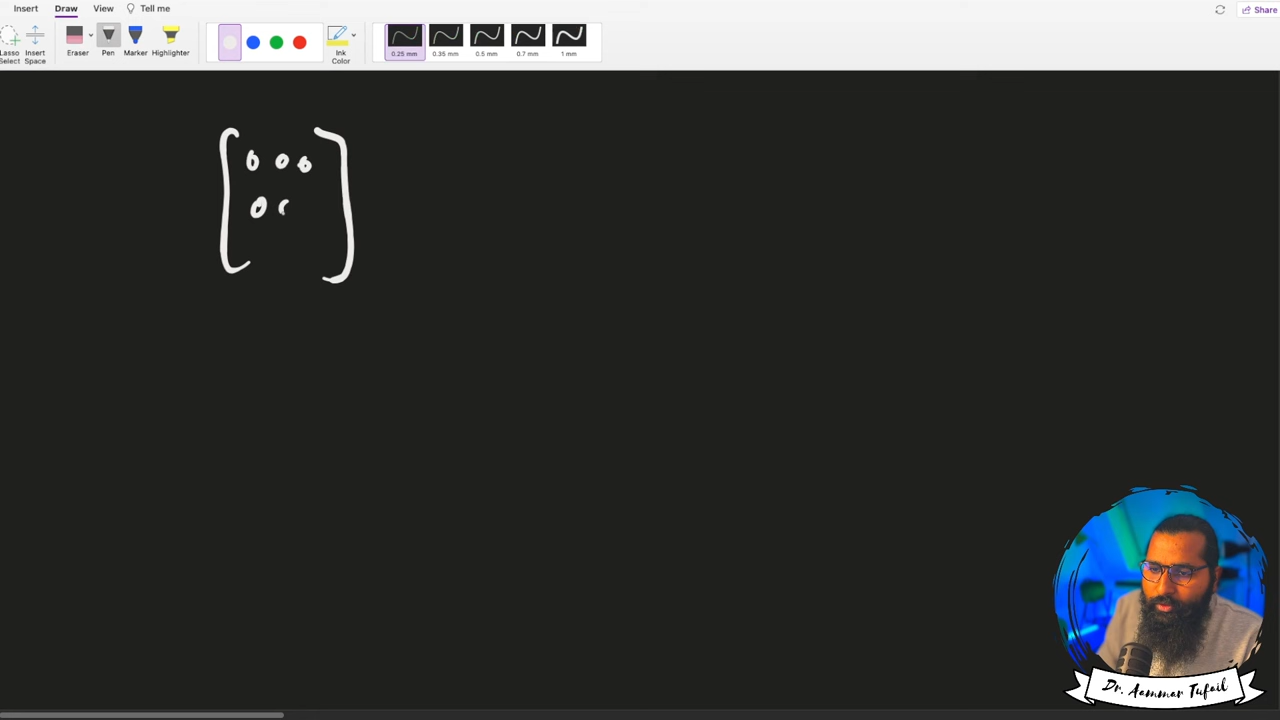 Insert Draw View Tell me Share
Lasso Select
Insert Space
Eraser
Pen
Marker
Highlighter
Ink Color
0.25 mm 0.35 mm 0.5 mm 0.7 mm 1 mm
0 0 0
0
Dr. Aammar Tufail